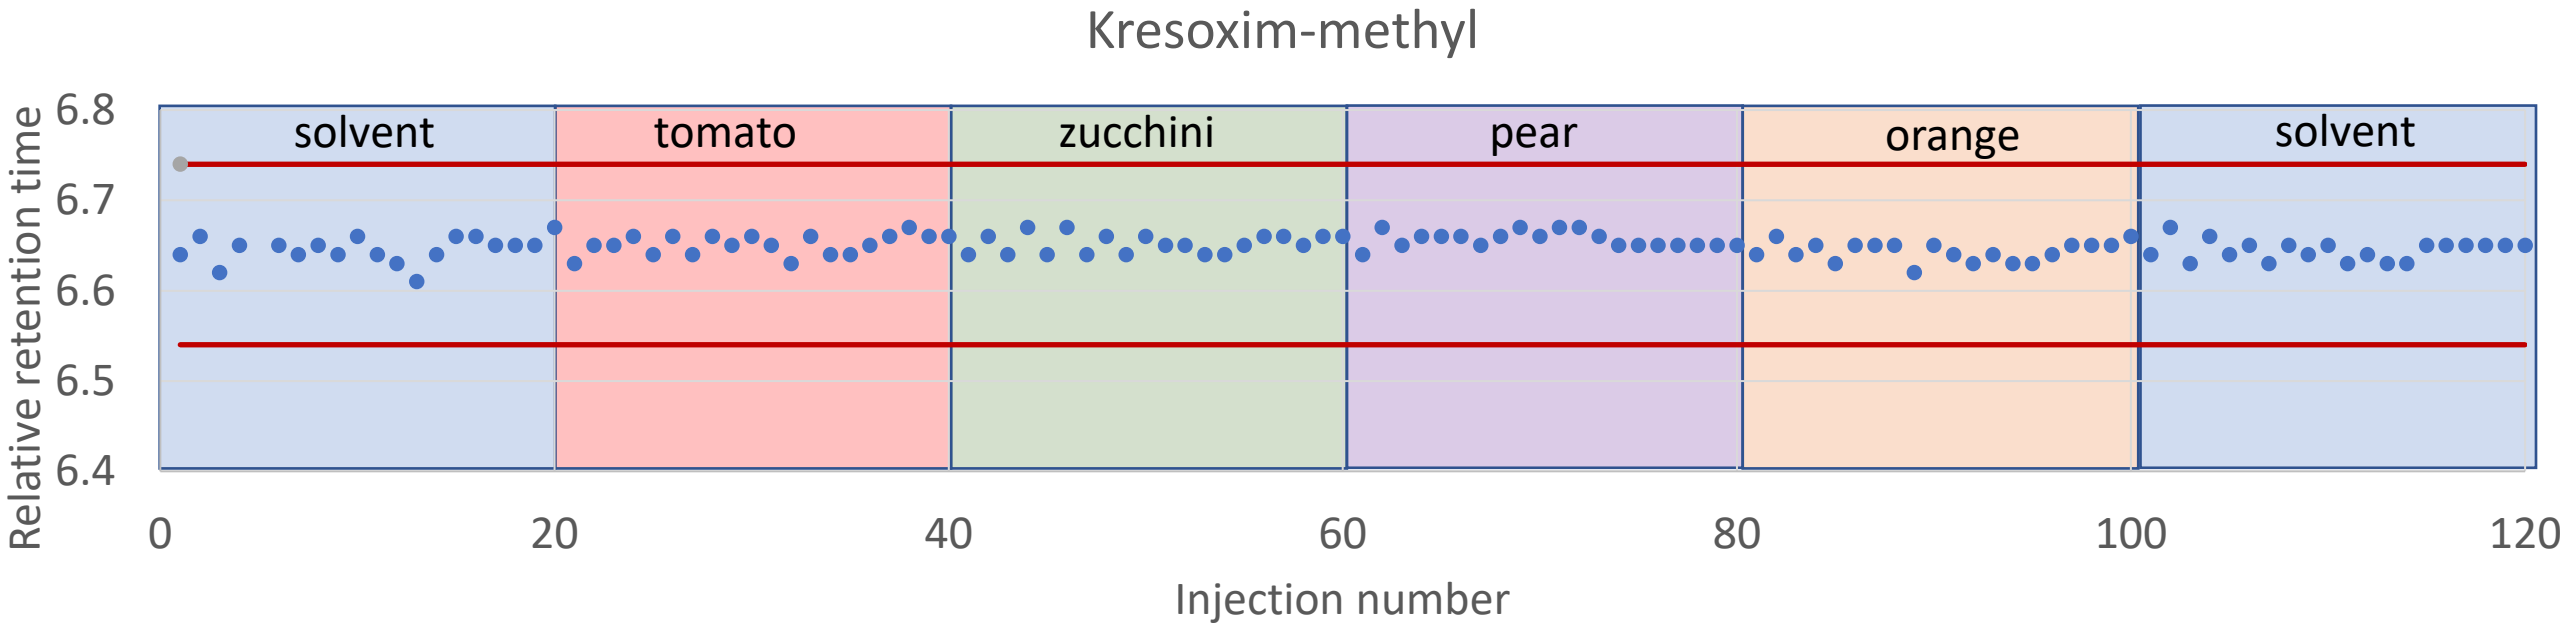 Kresoxim-methyl
Relative retention time
6.8
6.7
6.6
6.5
6.4
solvent
tomato
zucchini
pear
orange
solvent
0 20 40 60 80 100 120
Injection number